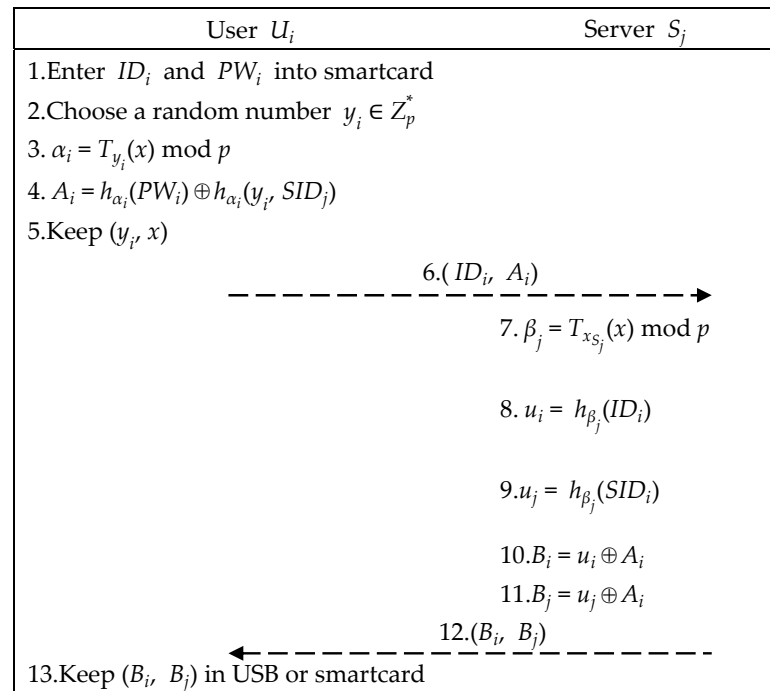 User U_i Server S_j
1.Enter ID_i and PW_i into smartcard
2.Choose a random number y_i ∈ Z_p^*
3. α_i = T_{y_i}(x) mod p
4. A_i = h_{α_i}(PW_i) ⊕ h_{α_i}(y_i, SID_j)
5.Keep (y_i, x)
6.( ID_i, A_i)
7. β_j = T_{x_{S_j}}(x) mod p
8. u_i = h_{β_j}(ID_i)
9.u_j = h_{β_j}(SID_i)
10.B_i = u_i ⊕ A_i
11.B_j = u_j ⊕ A_i
12.(B_i, B_j)
13.Keep (B_i, B_j) in USB or smartcard